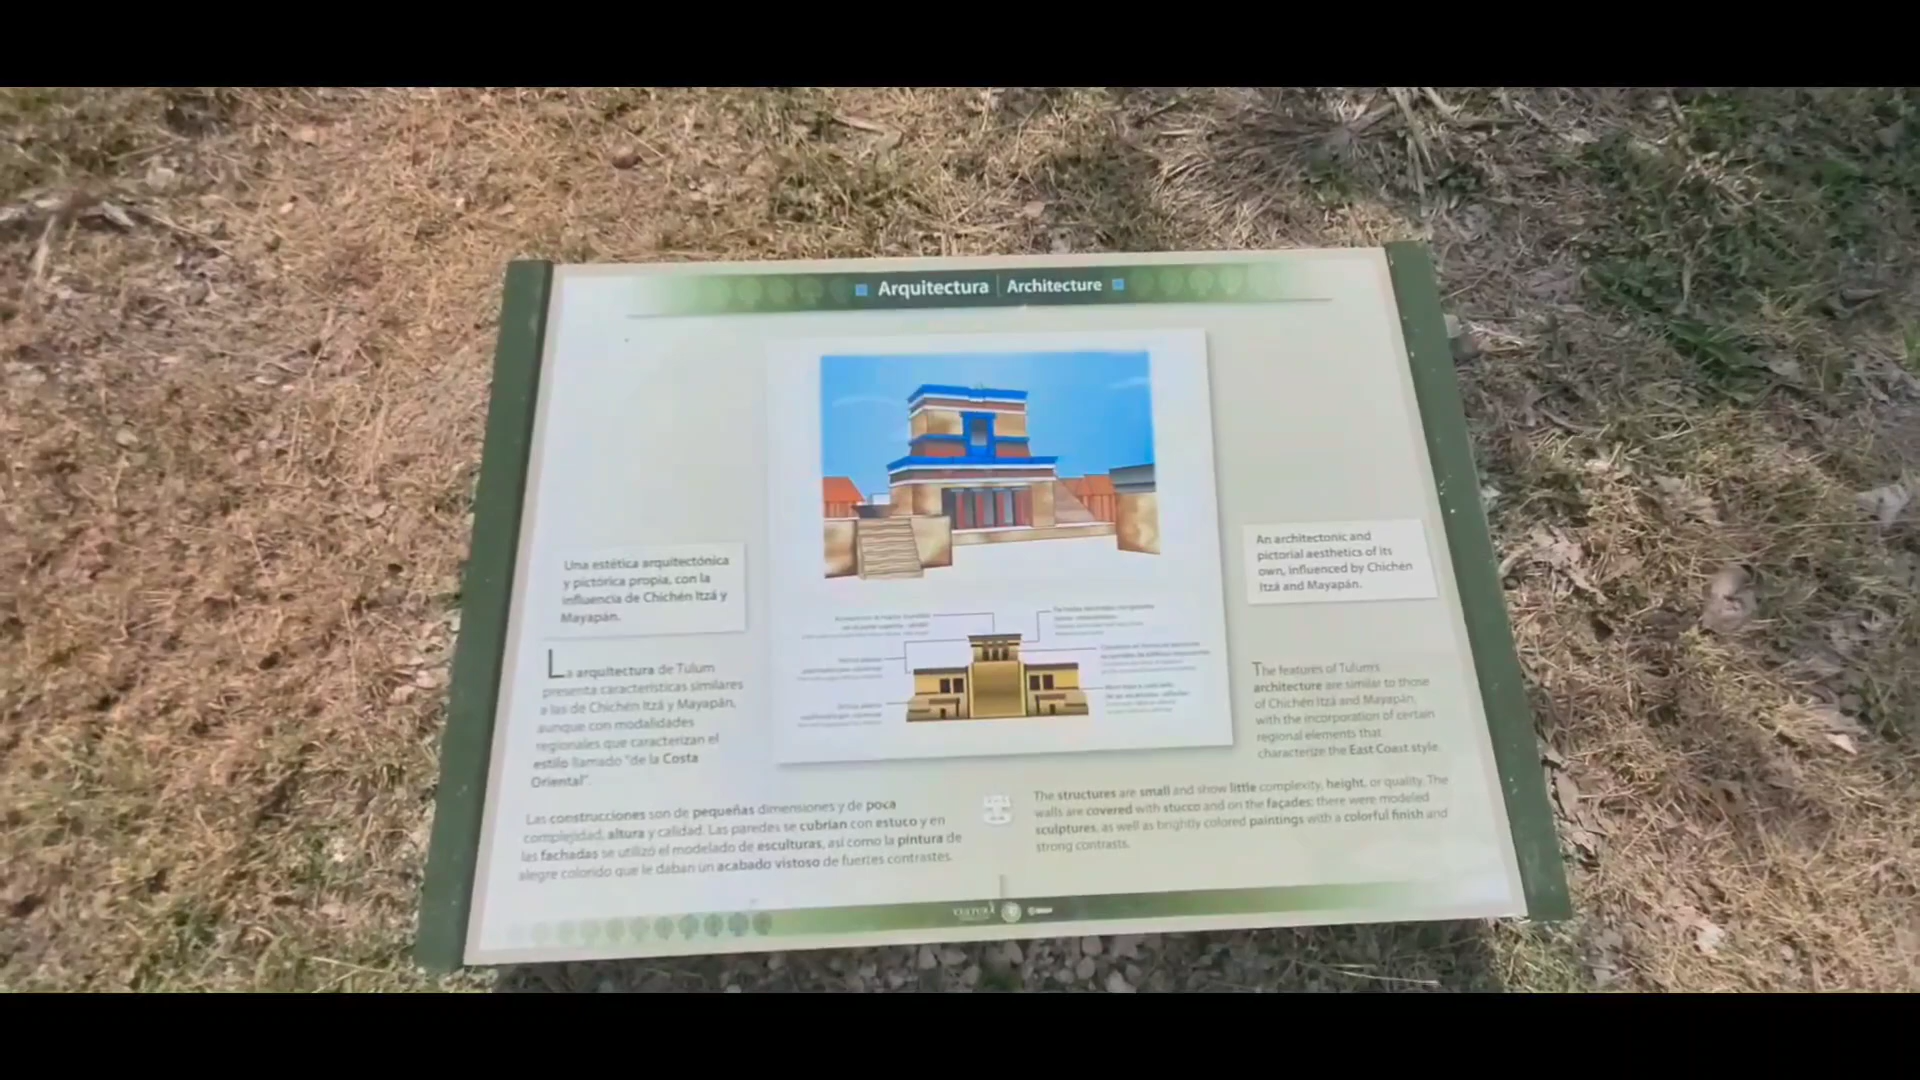 Arquitectura | Architecture
Una estética arquitectónica
y pictórica propia, con la
influencia de Chichén Itzá y
Mayapán.
La arquitectura de Tulum
presenta características similares
a las de Chichén Itzá y Mayapán,
aunque con modalidades
regionales que caracterizan el
estilo llamado "de la Costa
Oriental".
Las construcciones son de pequeñas dimensiones y de poca
complejidad, altura y calidad. Las paredes se cubrían con estuco y en
las fachadas se utilizó el modelado de esculturas, así como la pintura de
alegre colorido que le daban un acabado vistoso de fuertes contrastes.
An architectonic and
pictorial aesthetics of its
own, influenced by Chichén
Itzá and Mayapán.
The features of Tulum's
architecture are similar to those
of Chichén Itzá and Mayapán,
with the incorporation of certain
regional elements that
characterize the East Coast style.
The structures are small and show little complexity, height, or quality. The
walls are covered with stucco and on the façades; there were modeled
sculptures, as well as brightly colored paintings with a colorful finish and
strong contrasts.
CULTURA